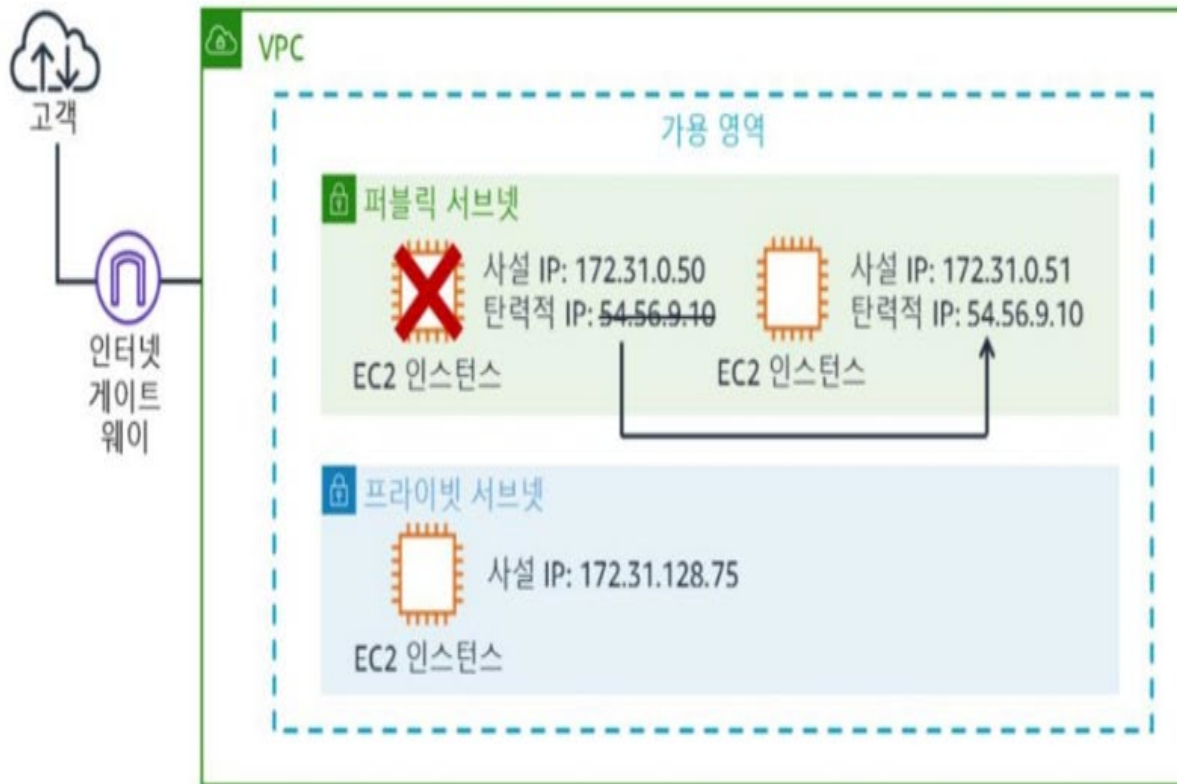 고객
VPC
가용 영역
퍼블릭 서브넷
사설 IP: 172.31.0.50
탄력적 IP: 54.56.9.10
EC2 인스턴스
사설 IP: 172.31.0.51
탄력적 IP: 54.56.9.10
EC2 인스턴스
인터넷
게이트
웨이
프라이빗 서브넷
사설 IP: 172.31.128.75
EC2 인스턴스